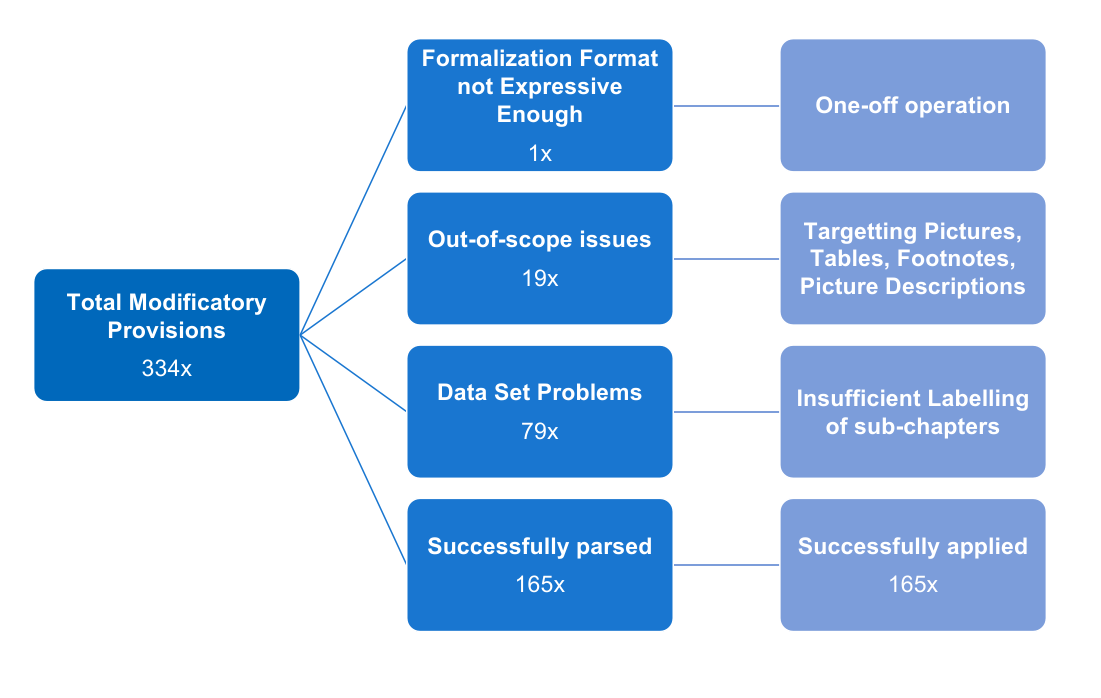 Formalization Format
not Expressive
Enough
1x
One-off operation
Out-of-scope issues
19x
Targetting Pictures,
Tables, Footnotes,
Picture Descriptions
Total Modificatory
Provisions
334x
Data Set Problems
79x
Insufficient Labelling
of sub-chapters
Successfully parsed
165x
Successfully applied
165x